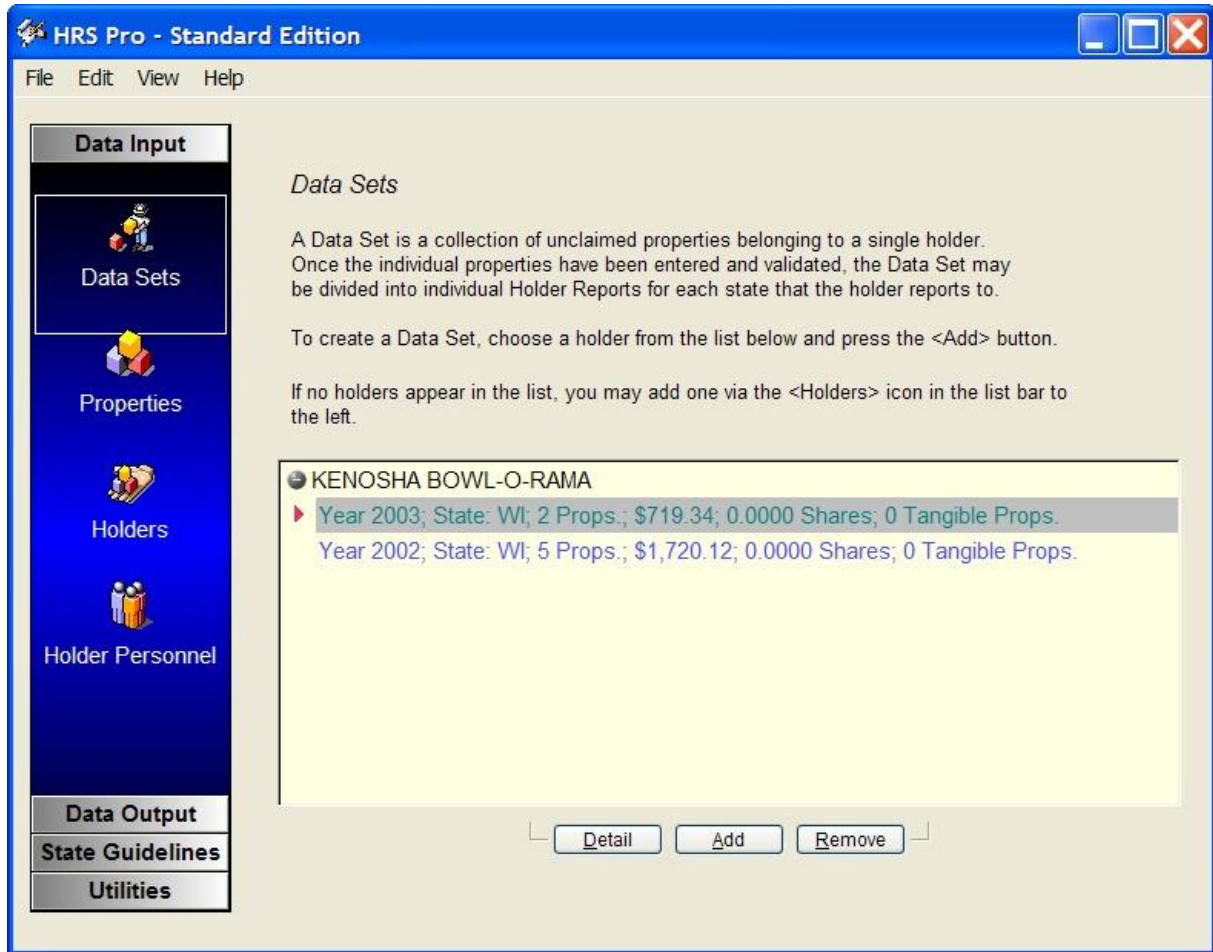 HRS Pro - Standard Edition
File Edit View Help
Data Input
Data Sets
Properties
Holders
Holder Personnel
Data Output
State Guidelines
Utilities
Data Sets
A Data Set is a collection of unclaimed properties belonging to a single holder.
Once the individual properties have been entered and validated, the Data Set may
be divided into individual Holder Reports for each state that the holder reports to.
To create a Data Set, choose a holder from the list below and press the <Add> button.
If no holders appear in the list, you may add one via the <Holders> icon in the list bar to
the left.
KENOSHA BOWL-O-RAMA
Year 2003; State: WI; 2 Props.; $719.34; 0.0000 Shares; 0 Tangible Props.
Year 2002; State: WI; 5 Props.; $1,720.12; 0.0000 Shares; 0 Tangible Props.
Detail Add Remove